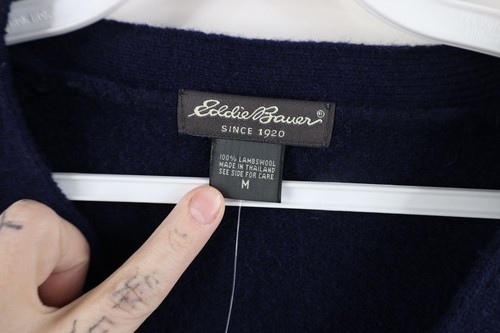 Eddie Bauer®
SINCE 1920
100% LAMBSWOOL
MADE IN THAILAND
SEE SIDE FOR CARE
M